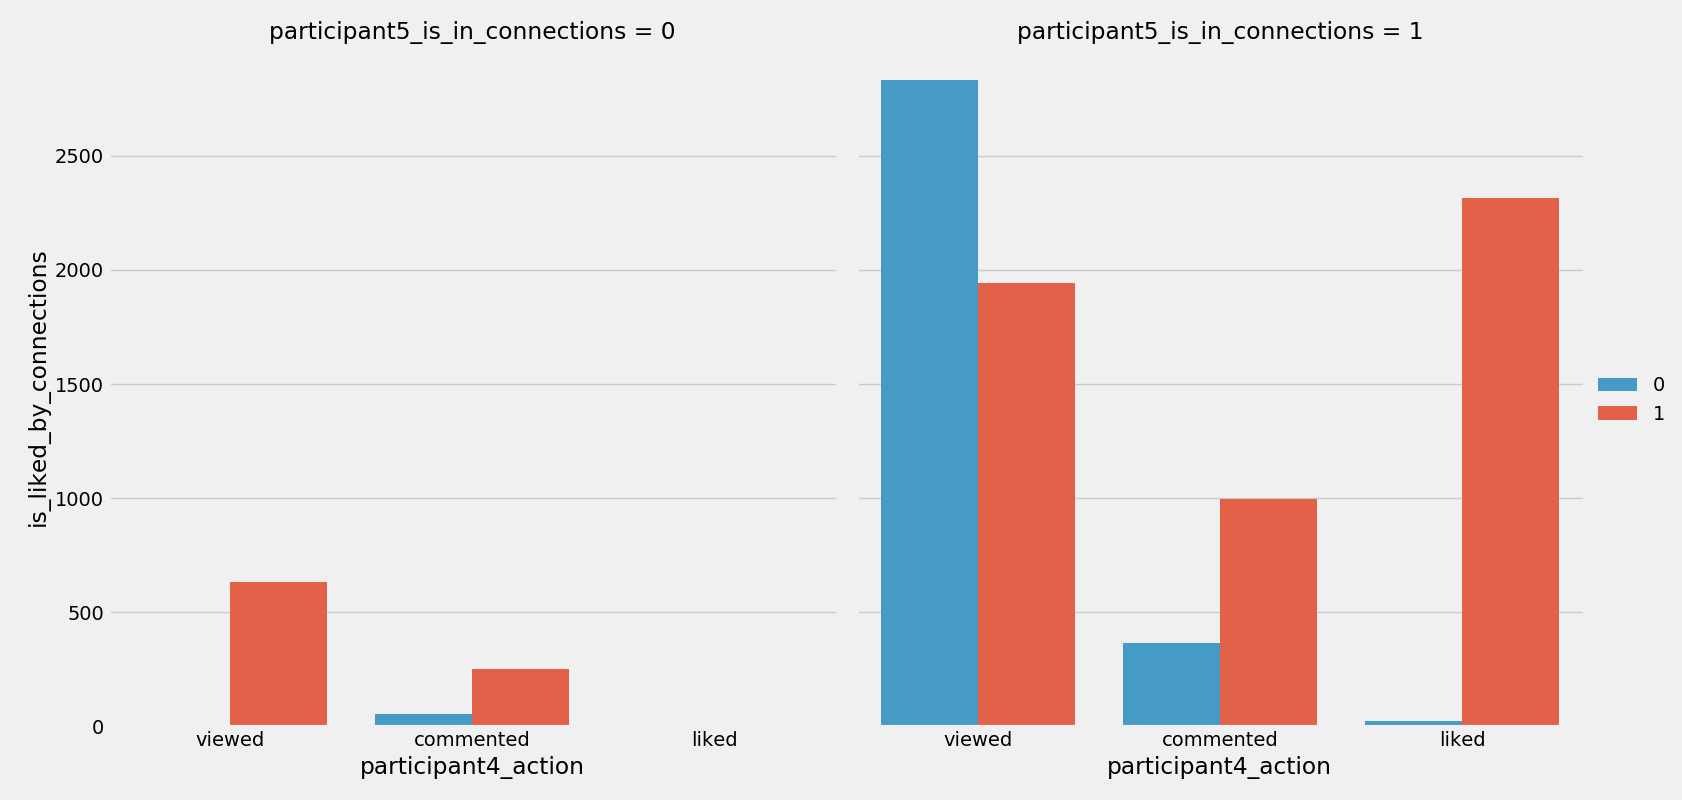 participant5_is_in_connections = 0
participant5_is_in_connections = 1
is_liked_by_connections
2500
2000
1500
1000
500
0
viewed
commented
liked
participant4_action
viewed
commented
liked
participant4_action
0
1